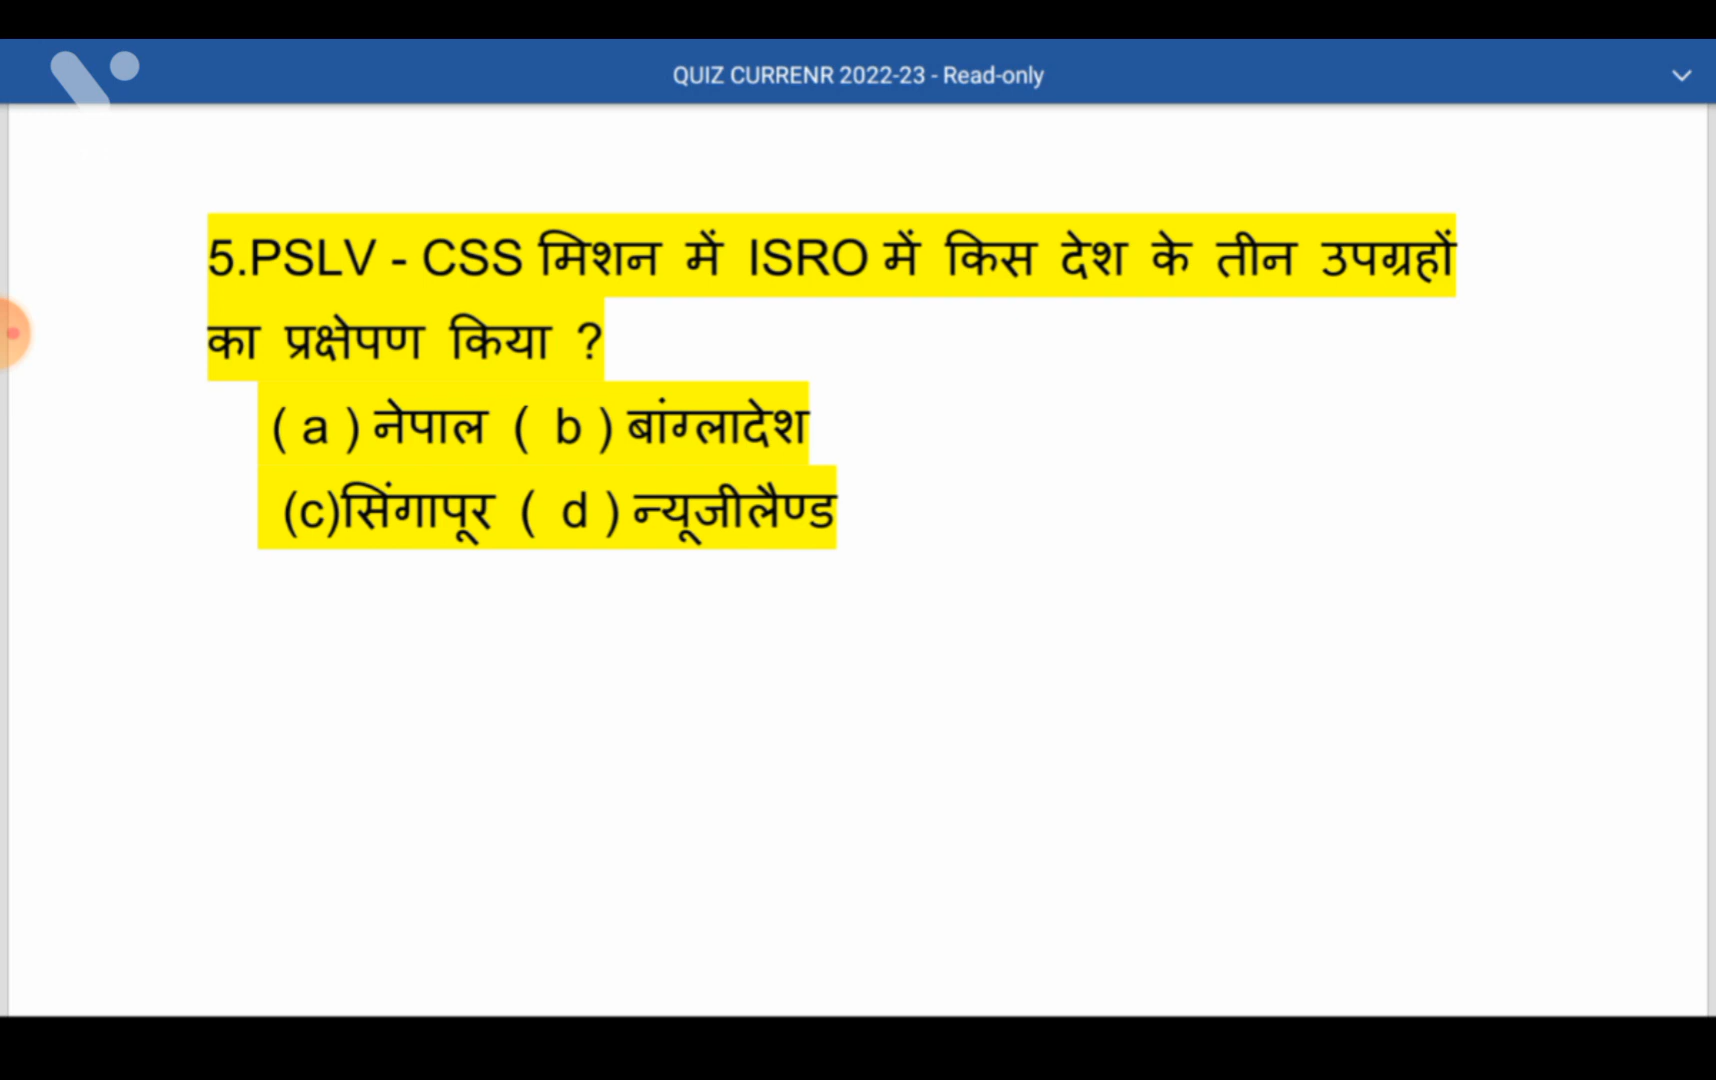 QUIZ CURRENR 2022-23 - Read-only
5.PSLV - CSS मिशन में ISRO में किस देश के तीन उपग्रहों
का प्रक्षेपण किया ?
( a ) नेपाल ( b ) बांग्लादेश
(c)सिंगापूर ( d ) न्यूजीलैण्ड